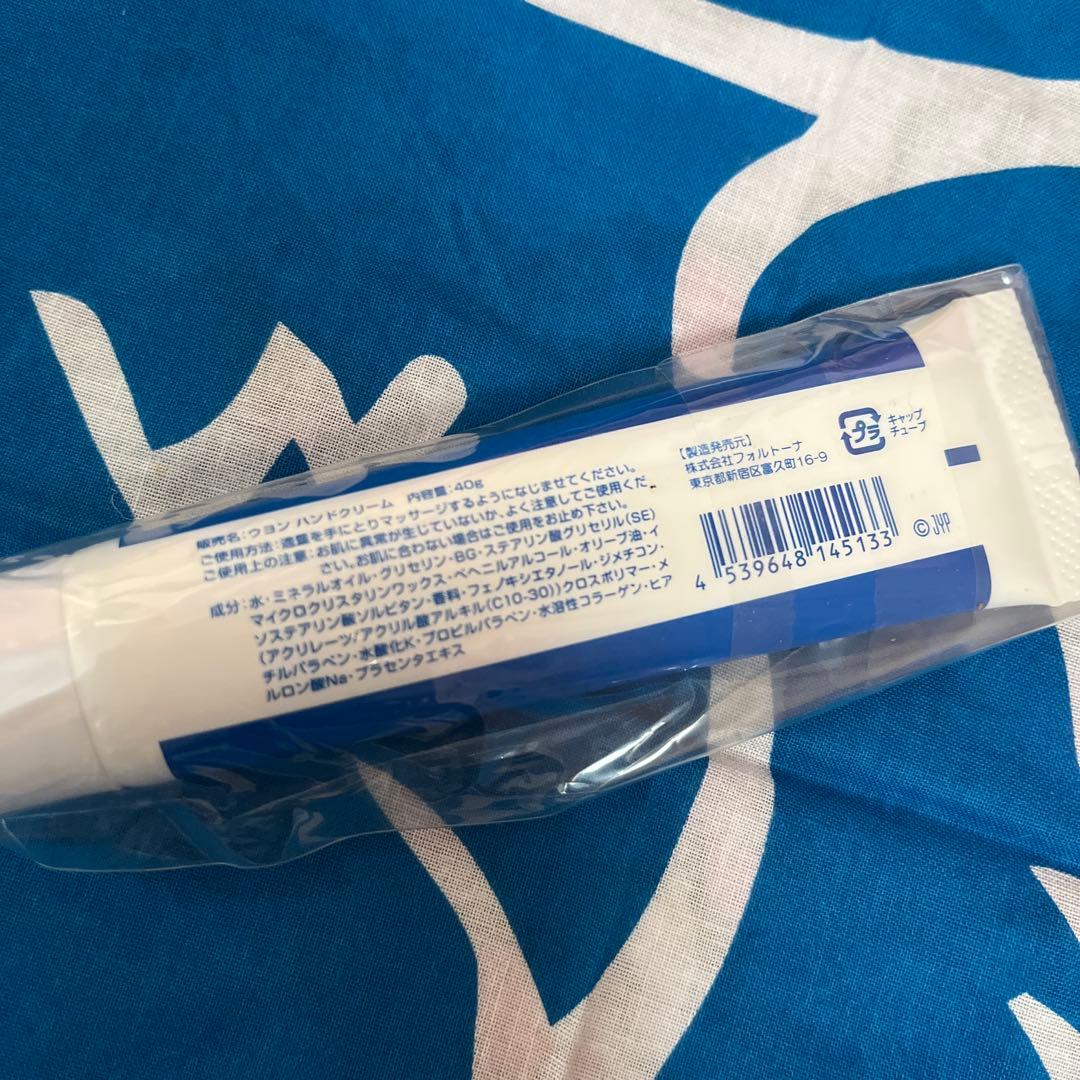 販売名:ウヨン ハンドクリーム 内容量:40g
ご使用方法:適量を手にとりマッサージするようになじませてください。
ご使用上の注意:お肌に異常が生じていないか、よく注意してご使用くだ
さい。お肌に合わない場合はご使用をお止め下さい。
成分:水・ミネラルオイル・グリセリン・BG・ステアリン酸グリセリル(SE)
マイクロクリスタリンワックス・ベヘニルアルコール・オリーブ油・イ
ソステアリン酸ソルビタン・香料・フェノキシエタノール・ジメチコン・
(アクリレーツ/アクリル酸アルキル(C10-30))クロスポリマー・メ
チルパラベン・水酸化K・プロピルパラベン・水溶性コラーゲン・ヒア
ルロン酸Na・プラセンタエキス
【製造発売元】
株式会社フォルトーナ
東京都新宿区富久町16-9
プラ
キャップ
チューブ
4 539648 145133
©JYP